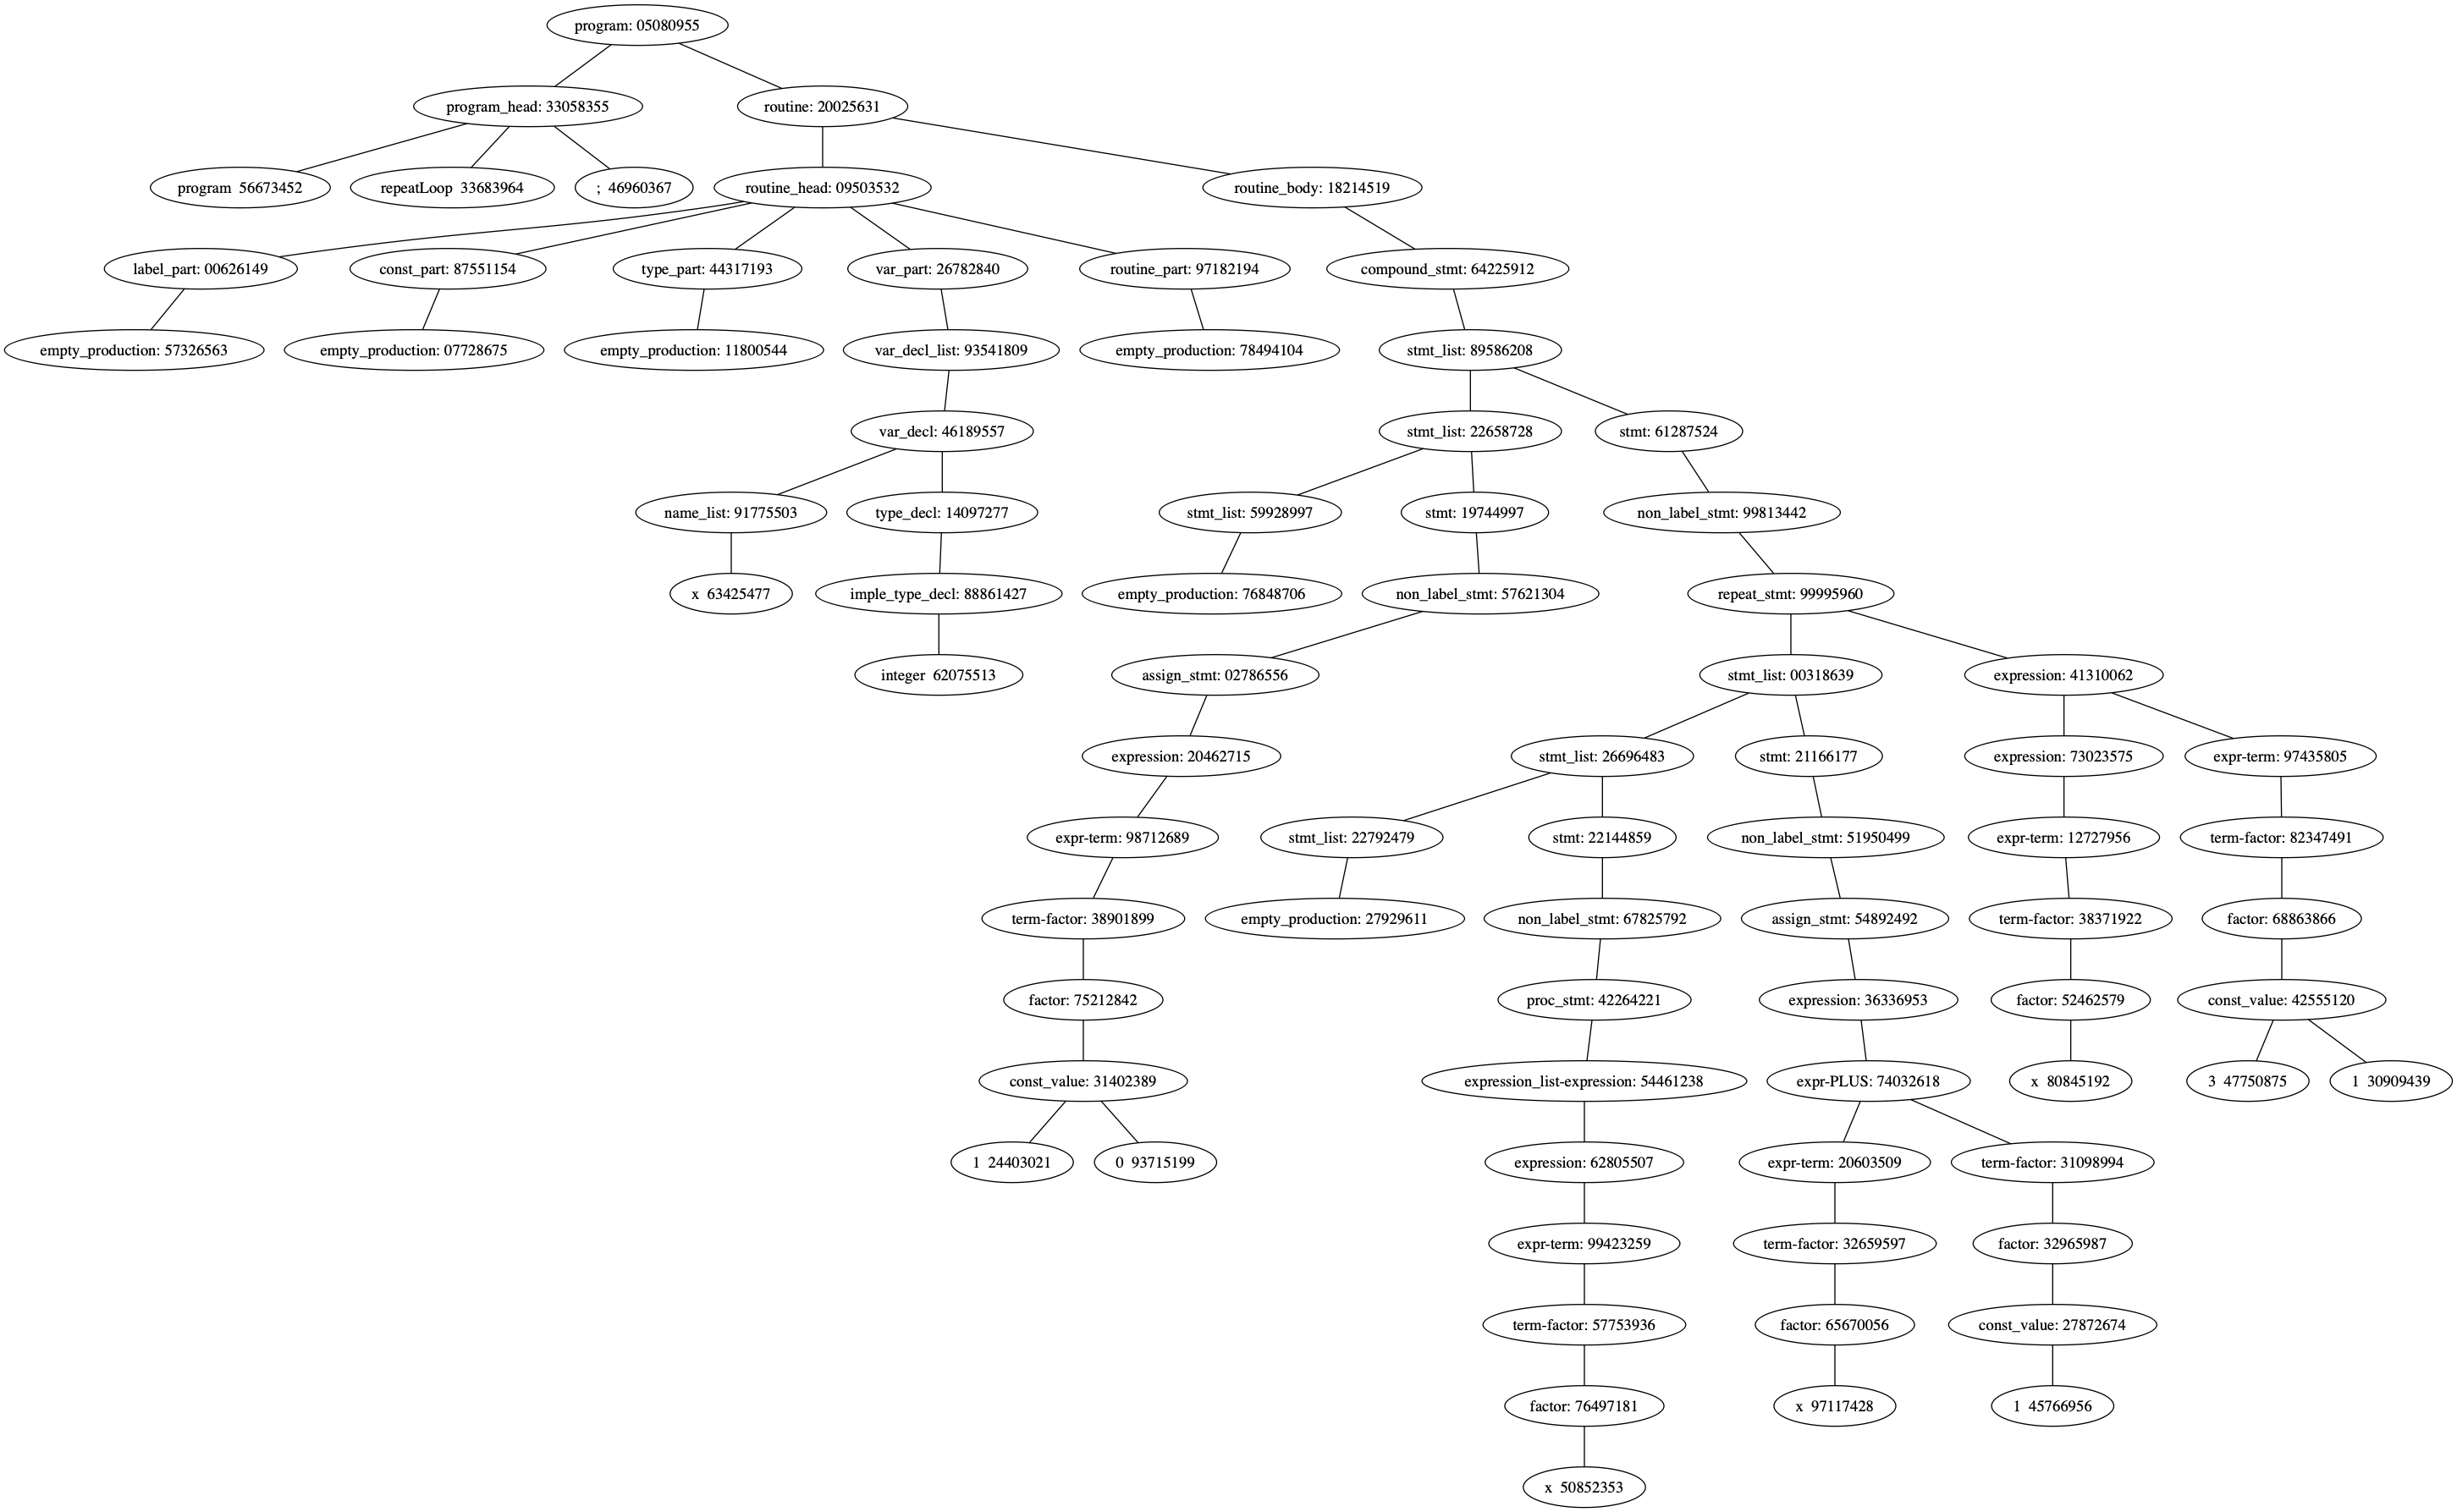 program: 05080955
program_head: 33058355
routine: 20025631
program 56673452
repeatLoop 33683964
; 46960367
routine_head: 09503532
routine_body: 18214519
label_part: 00626149
const_part: 87551154
type_part: 44317193
var_part: 26782840
routine_part: 97182194
compound_stmt: 64225912
empty_production: 57326563
empty_production: 07728675
empty_production: 11800544
var_decl_list: 93541809
empty_production: 78494104
stmt_list: 89586208
var_decl: 46189557
stmt_list: 22658728
stmt: 61287524
name_list: 91775503
type_decl: 14097277
stmt_list: 59928997
stmt: 19744997
non_label_stmt: 99813442
x 63425477
imple_type_decl: 88861427
empty_production: 76848706
non_label_stmt: 57621304
repeat_stmt: 99995960
integer 62075513
assign_stmt: 02786556
stmt_list: 00318639
expression: 41310062
expression: 20462715
stmt_list: 26696483
stmt: 21166177
expression: 73023575
expr-term: 97435805
expr-term: 98712689
stmt_list: 22792479
stmt: 22144859
non_label_stmt: 51950499
expr-term: 12727956
term-factor: 82347491
term-factor: 38901899
empty_production: 27929611
non_label_stmt: 67825792
assign_stmt: 54892492
term-factor: 38371922
factor: 68863866
factor: 75212842
proc_stmt: 42264221
expression: 36336953
factor: 52462579
const_value: 42555120
const_value: 31402389
expression_list-expression: 54461238
expr-PLUS: 74032618
x 80845192
3 47750875
1 30909439
1 24403021
0 93715199
expression: 62805507
expr-term: 20603509
term-factor: 31098994
expr-term: 99423259
term-factor: 32659597
factor: 32965987
term-factor: 57753936
factor: 65670056
const_value: 27872674
factor: 76497181
x 97117428
1 45766956
x 50852353